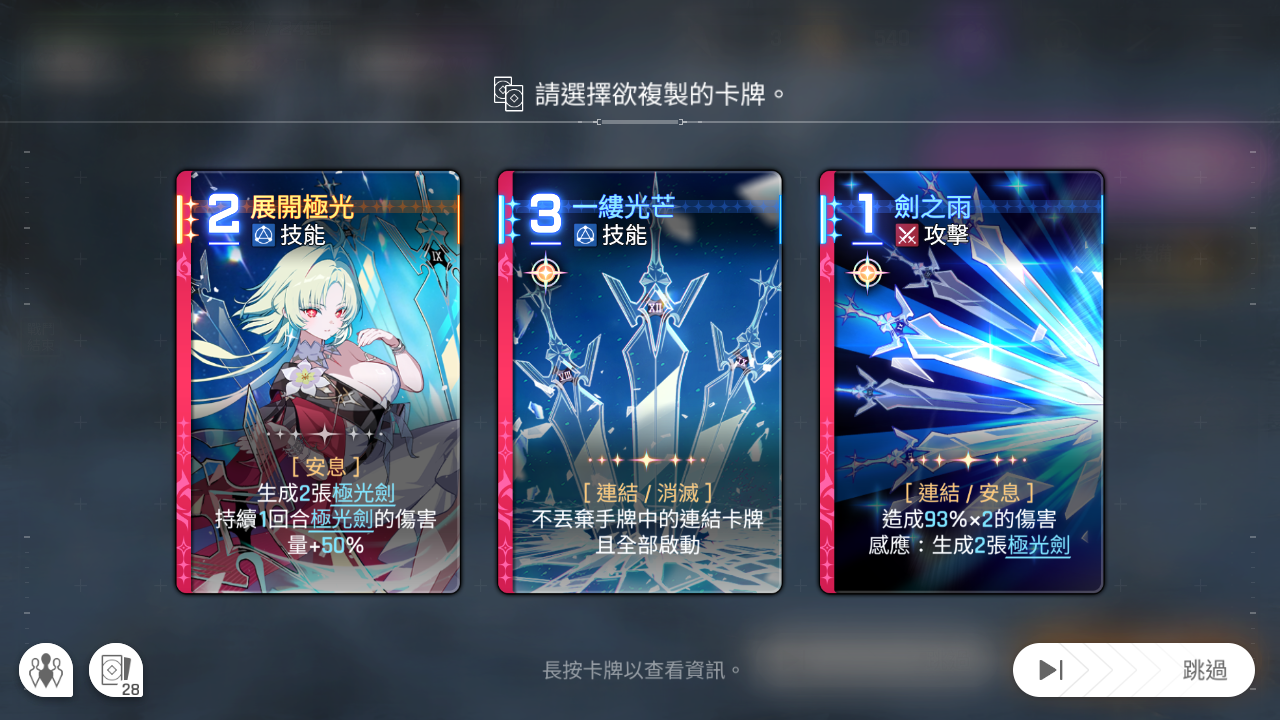 請選擇欲複製的卡牌。
2 展開極光
技能
IX
[ 安息 ]
生成2張極光劍
持續1回合極光劍的傷害
量+50%
3 一縷光芒
技能
XII
VIII
IX
[ 連結 / 消滅 ]
不丟棄手牌中的連結卡牌
且全部啟動
1 劍之雨
攻擊
[ 連結 / 安息 ]
造成93%×2的傷害
感應：生成2張極光劍
28
長按卡牌以查看資訊。
跳過